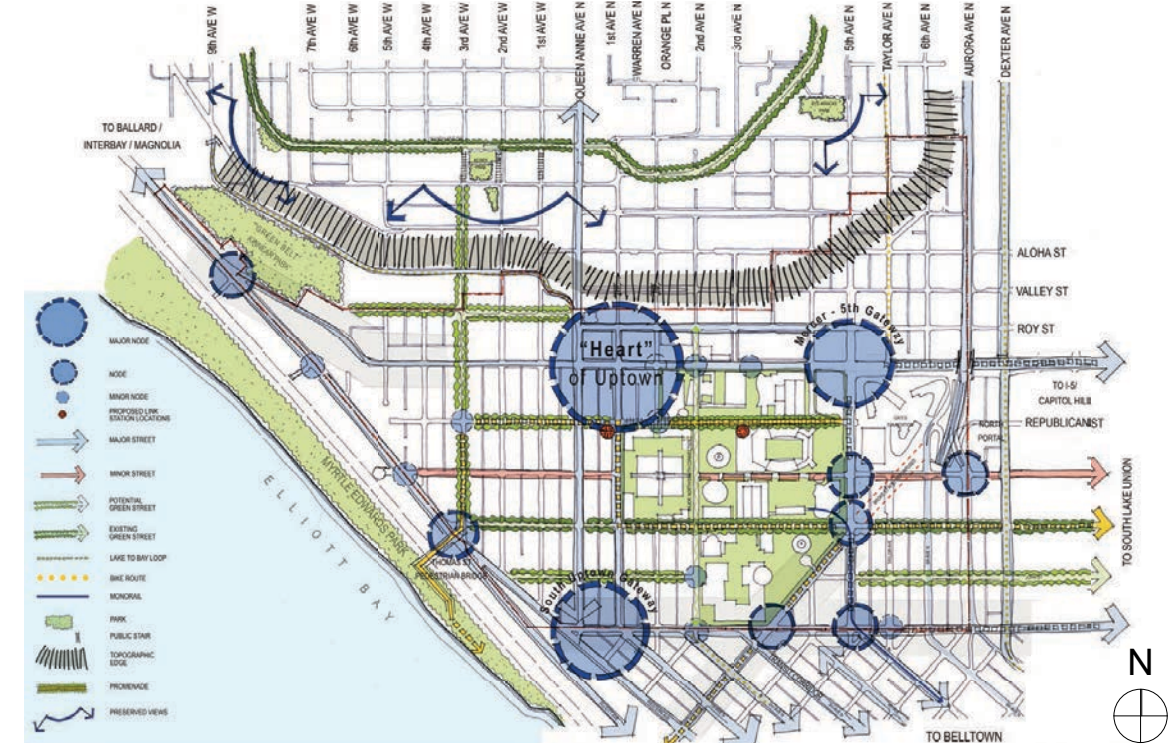 9th AVE W
7th AVE W
6th AVE W
5th AVE W
4th AVE W
3rd AVE W
2nd AVE W
1st AVE W
QUEEN ANNE AVE N
1st AVE N
WARREN AVE N
ORANGE PL N
2nd AVE N
3rd AVE N
5th AVE N
TAYLOR AVE N
6th AVE N
AURORA AVE N
DEXTER AVE N
TO BALLARD /
INTERBAY / MAGNOLIA
"GREEN BELT"
ALOHA ST
VALLEY ST
ROY ST
"Heart"
of Uptown
Mercer - 5th Gateway
TO I-5/
CAPITOL HILL
NORTH
PORTAL
REPUBLICAN ST
TO SOUTH LAKE UNION
MYRTLE EDWARDS PARK
ELLIOTT BAY
THOMAS ST
PEDESTRIAN BRIDGE
South Uptown Gateway
TO BELLTOWN
N
MAJOR NODE
NODE
MINOR NODE
PROPOSED LINK
STATION LOCATIONS
MAJOR STREET
MINOR STREET
POTENTIAL
GREEN STREET
EXISTING
GREEN STREET
LAKE TO BAY LOOP
BIKE ROUTE
MONORAIL
PARK
PUBLIC STAIR
TOPOGRAPHIC
EDGE
PROMENADE
PRESERVED VIEWS